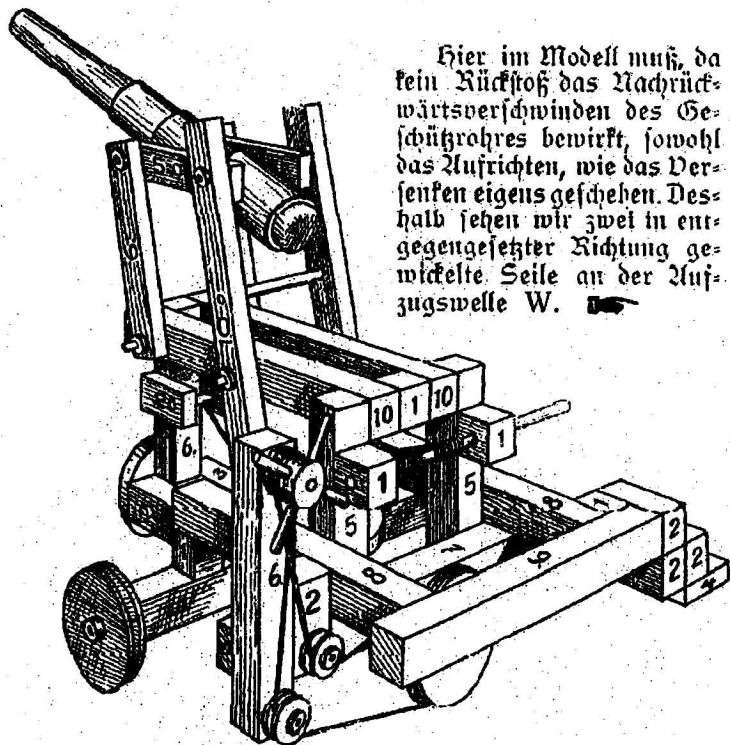 Hier im Modell muß, da
kein Rückstoß das Nachrück-
wärtsverschwinden des Ge-
schützrohres bewirkt, sowohl
das Aufrichten, wie das Ver-
senken eigens geschehen. Des-
halb sehen wir zwei in ent-
gegengesetzter Richtung ge-
wickelte Seile an der Auf-
zugswelle W.
10 1 10
1
6.
1
5
5
8
2
6.
8
2
2 2
4